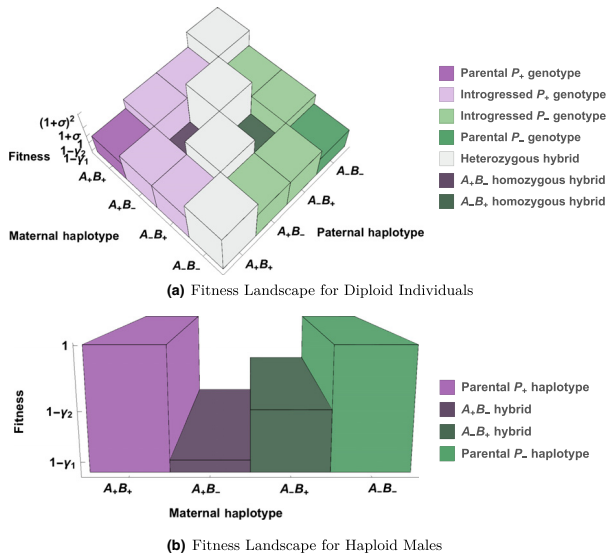 (1+σ)²
1+σ
1
1−γ₂
1−γ₁
Fitness
A₊B₊
A₊B₋
A₋B₊
A₋B₋
Maternal haplotype
A₊B₊
A₊B₋
A₋B₊
A₋B₋
Paternal haplotype
Parental P₊ genotype
Introgressed P₊ genotype
Introgressed P₋ genotype
Parental P₋ genotype
Heterozygous hybrid
A₊B₋ homozygous hybrid
A₋B₊ homozygous hybrid
(a) Fitness Landscape for Diploid Individuals
1
1−γ₂
1−γ₁
Fitness
A₊B₊
A₊B₋
A₋B₊
A₋B₋
Maternal haplotype
Parental P₊ haplotype
A₊B₋ hybrid
A₋B₊ hybrid
Parental P₋ haplotype
(b) Fitness Landscape for Haploid Males